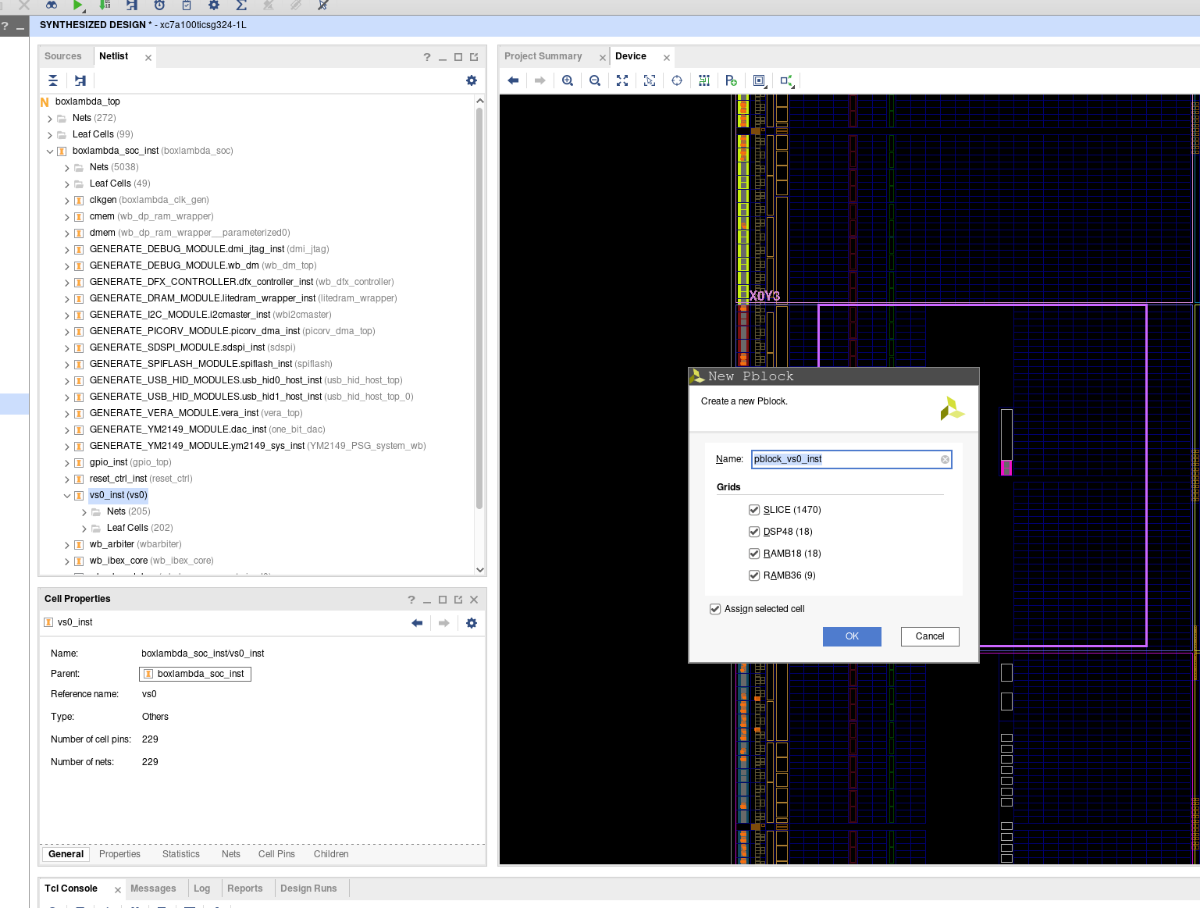 SYNTHESIZED DESIGN * - xc7a100ticsg324-1L
Sources
Netlist
boxlambda_top
Nets (272)
Leaf Cells (99)
boxlambda_soc_inst (boxlambda_soc)
Nets (5038)
Leaf Cells (49)
clkgen (boxlambda_clk_gen)
cmem (wb_dp_ram_wrapper)
dmem (wb_dp_ram_wrapper__parameterized0)
GENERATE_DEBUG_MODULE.dmi_jtag_inst (dmi_jtag)
GENERATE_DEBUG_MODULE.wb_dm (wb_dm_top)
GENERATE_DFX_CONTROLLER.dfx_controller_inst (wb_dfx_controller)
GENERATE_DRAM_MODULE.litedram_wrapper_inst (litedram_wrapper)
GENERATE_I2C_MODULE.i2cmaster_inst (wbi2cmaster)
GENERATE_PICORV_MODULE.picorv_dma_inst (picorv_dma_top)
GENERATE_SDSPI_MODULE.sdspi_inst (sdspi)
GENERATE_SPIFLASH_MODULE.spiflash_inst (spiflash)
GENERATE_USB_HID_MODULES.usb_hid0_host_inst (usb_hid_host_top)
GENERATE_USB_HID_MODULES.usb_hid1_host_inst (usb_hid_host_top_0)
GENERATE_VERA_MODULE.vera_inst (vera_top)
GENERATE_YM2149_MODULE.dac_inst (one_bit_dac)
GENERATE_YM2149_MODULE.ym2149_sys_inst (YM2149_PSG_system_wb)
gpio_inst (gpio_top)
reset_ctrl_inst (reset_ctrl)
vs0_inst (vs0)
Nets (205)
Leaf Cells (202)
wb_arbiter (wbarbiter)
wb_ibex_core (wb_ibex_core)
Cell Properties
vs0_inst
Name: boxlambda_soc_inst/vs0_inst
Parent: boxlambda_soc_inst
Reference name: vs0
Type: Others
Number of cell pins: 229
Number of nets: 229
General Properties Statistics Nets Cell Pins Children
Tcl Console Messages Log Reports Design Runs
Project Summary
Device
X0Y3
New Pblock
Create a new Pblock.
Name: pblock_vs0_inst
Grids
SLICE (1470)
DSP48 (18)
RAMB18 (18)
RAMB36 (9)
Assign selected cell
OK
Cancel